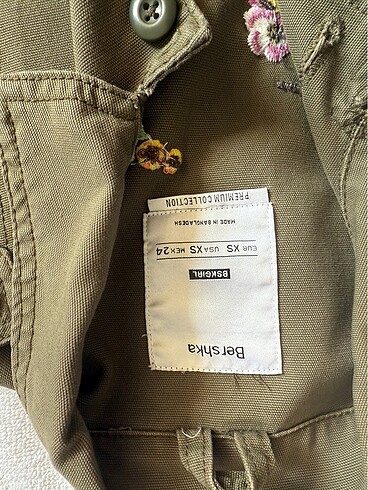 Bershka
BSKGIRL
EUR XS USA XS MEX 24
MADE IN BANGLADESH
PREMIUM COLLECTION